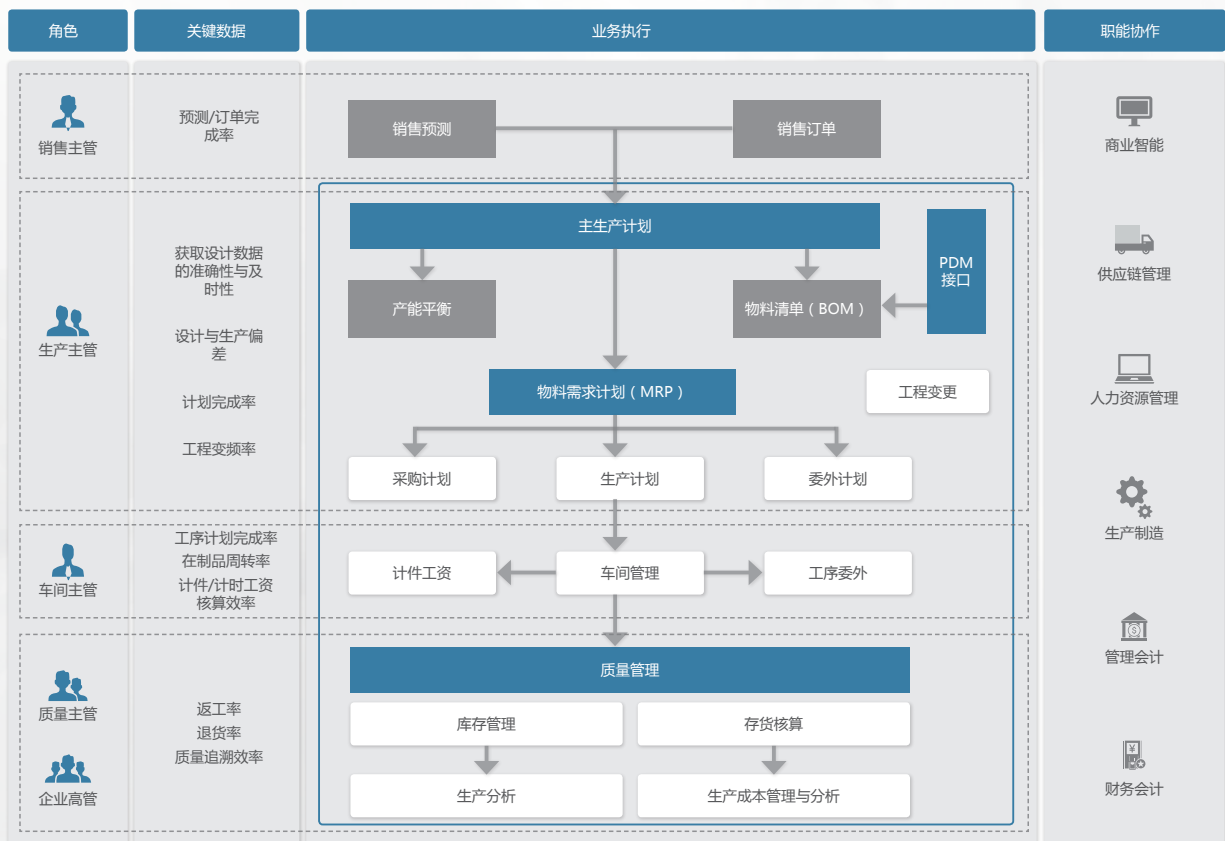 角色
关键数据
业务执行
职能协作
销售主管
预测/订单完
成率
销售预测
销售订单
商业智能
生产主管
获取设计数据
的准确性与及
时性
设计与生产偏
差
计划完成率
工程变频率
主生产计划
PDM
接口
产能平衡
物料清单（BOM）
物料需求计划（MRP）
工程变更
采购计划
生产计划
委外计划
供应链管理
人力资源管理
车间主管
工序计划完成率
在制品周转率
计件/计时工资
核算效率
计件工资
车间管理
工序委外
生产制造
质量主管
企业高管
返工率
退货率
质量追溯效率
质量管理
库存管理
存货核算
生产分析
生产成本管理与分析
管理会计
¥
财务会计